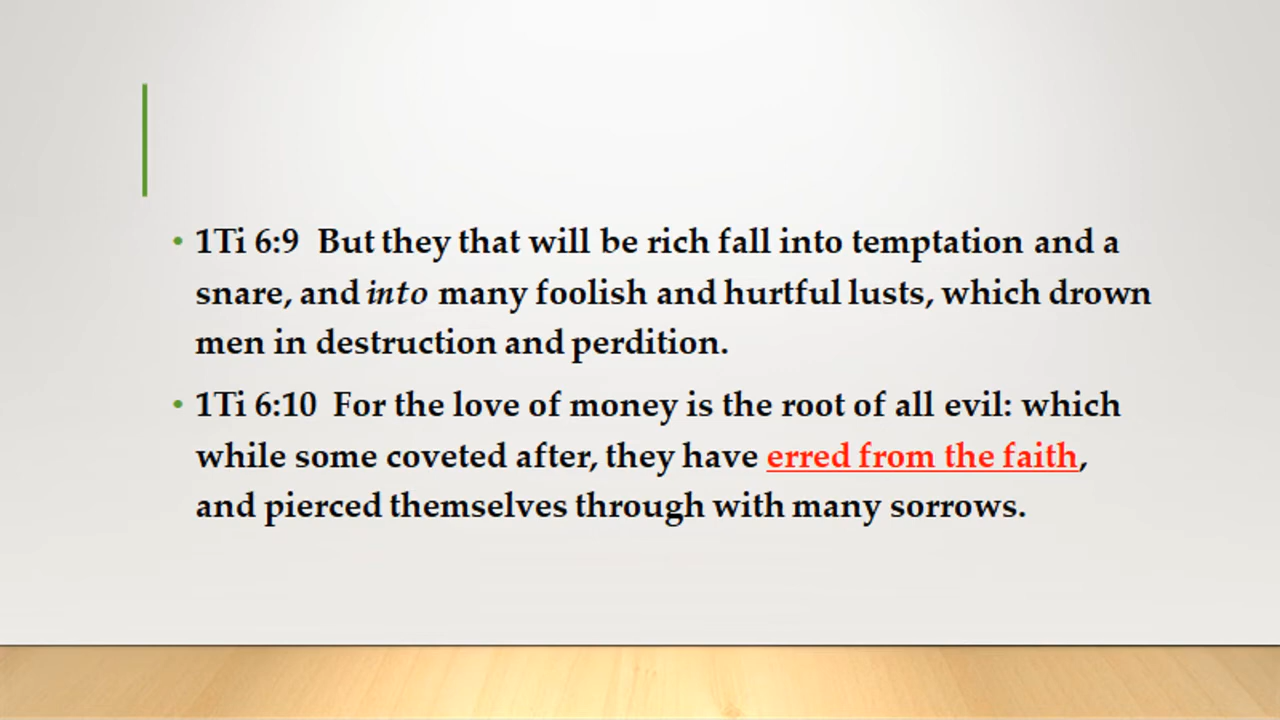 • 1Ti 6:9 But they that will be rich fall into temptation and a
snare, and into many foolish and hurtful lusts, which drown
men in destruction and perdition.
• 1Ti 6:10 For the love of money is the root of all evil: which
while some coveted after, they have erred from the faith,
and pierced themselves through with many sorrows.